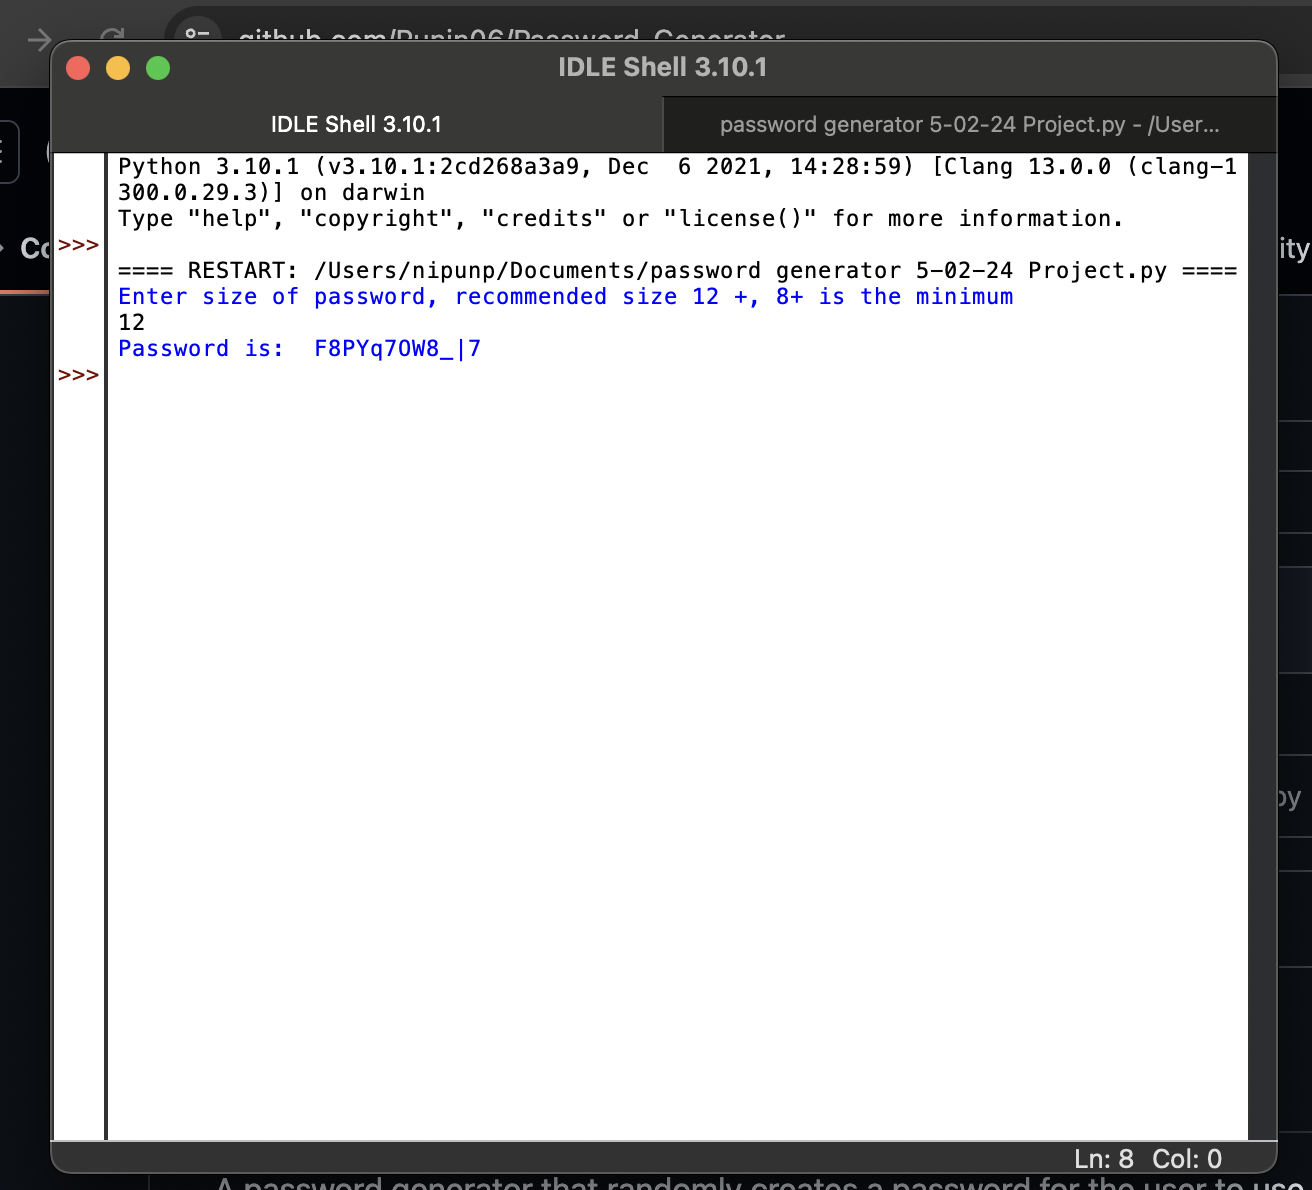 github.com/Punin06/Password_Generator
IDLE Shell 3.10.1
IDLE Shell 3.10.1
password generator 5-02-24 Project.py - /User...
Python 3.10.1 (v3.10.1:2cd268a3a9, Dec  6 2021, 14:28:59) [Clang 13.0.0 (clang-1
300.0.29.3)] on darwin
Type "help", "copyright", "credits" or "license()" for more information.
>>>
==== RESTART: /Users/nipunp/Documents/password generator 5-02-24 Project.py ====
Enter size of password, recommended size 12 +, 8+ is the minimum
12
Password is:  F8PYq7OW8_|7
>>>
Ln: 8  Col: 0
A password generator that randomly creates a password for the user to use